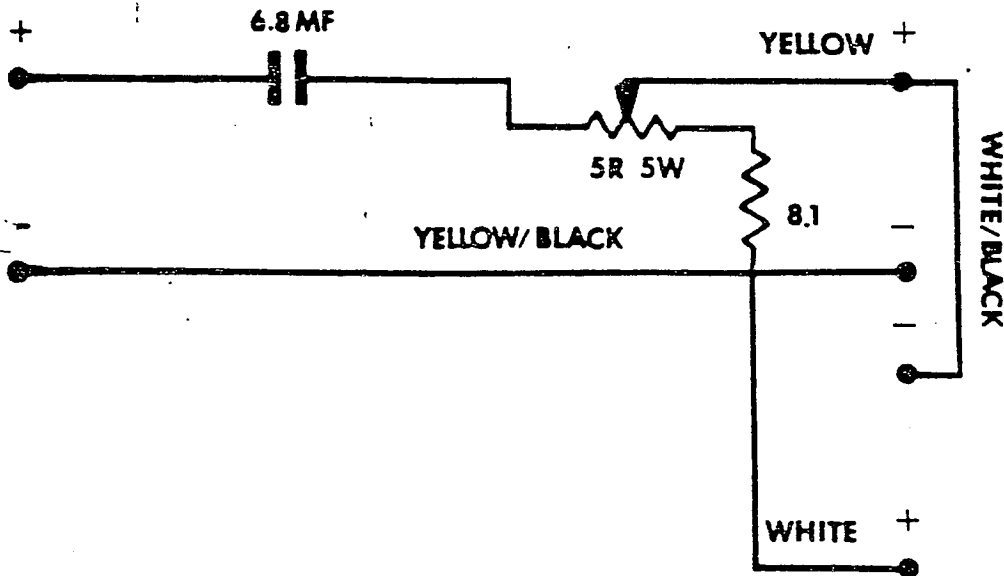 6.8 MF
+
YELLOW +
5R 5W
WHITE/BLACK
8.1
-
YELLOW/BLACK
-
-
WHITE +